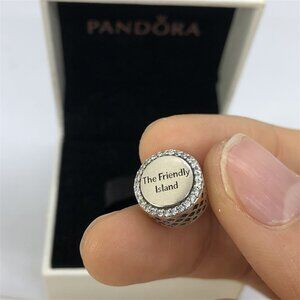 PANDORA
The Friendly
Island